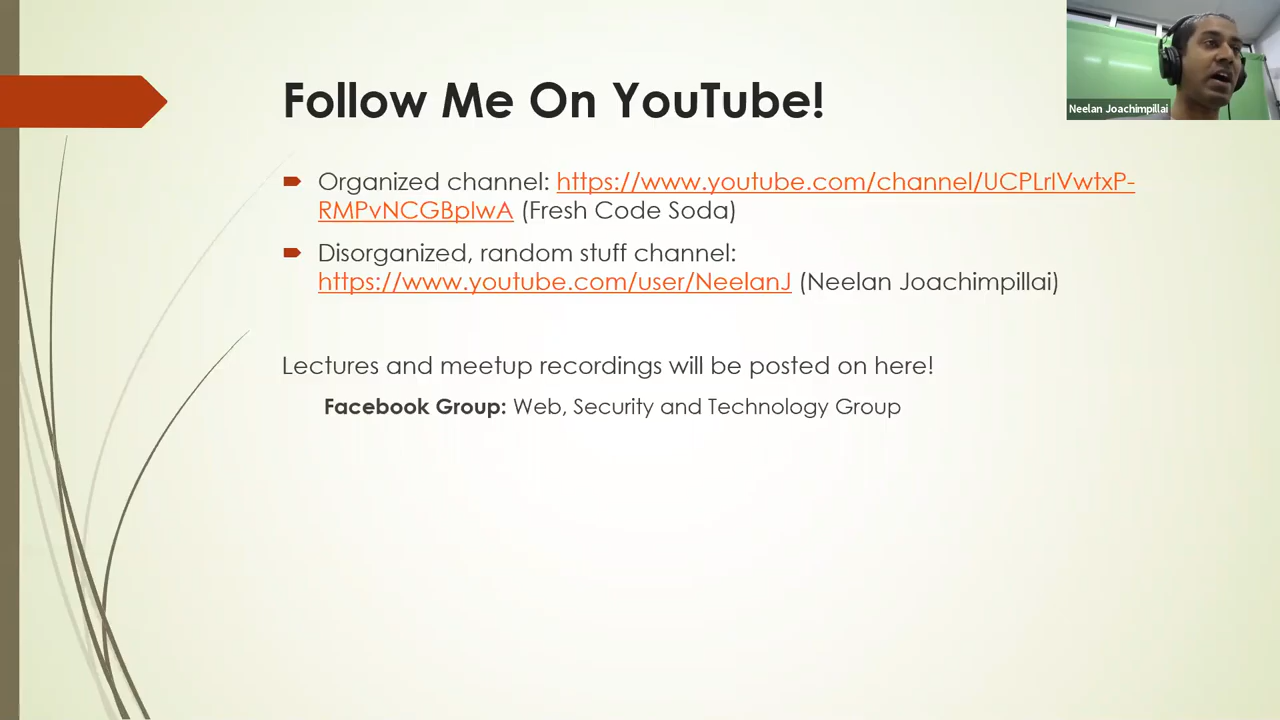 Follow Me On YouTube!
Neelan Joachimpillai
Organized channel: https://www.youtube.com/channel/UCPLrlVwtxP-
RMPvNCGBplwA (Fresh Code Soda)
Disorganized, random stuff channel:
https://www.youtube.com/user/NeelanJ (Neelan Joachimpillai)
Lectures and meetup recordings will be posted on here!
Facebook Group: Web, Security and Technology Group